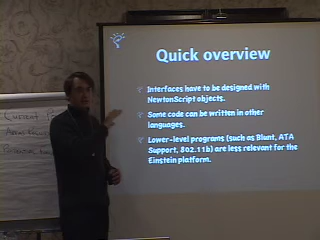 Quick overview
Interfaces have to be designed with
NewtonScript objects.
Some code can be written in other
languages.
Lower-level programs (such as Blunt, ATA
Support, 802.11b) are less relevant for the
Einstein platform.